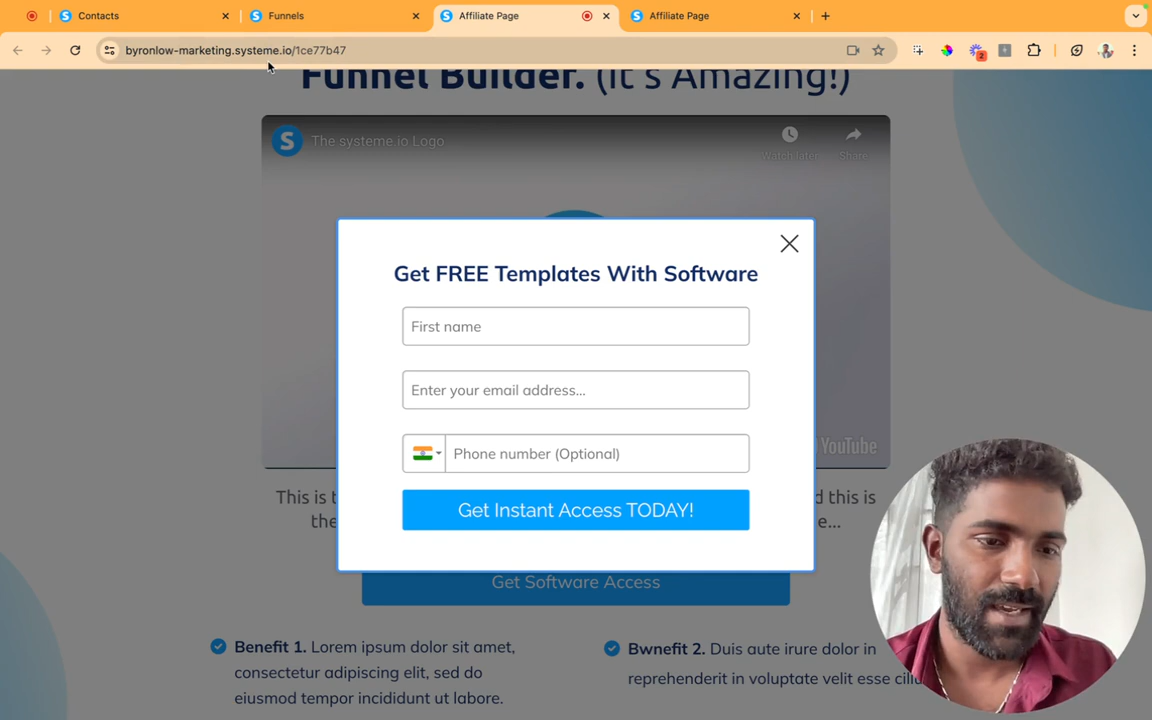 Contacts
Funnels
Affiliate Page
Affiliate Page
byronlow-marketing.systeme.io/1ce77b47
2
Funnel Builder. (It's Amazing!)
The systeme.io Logo
Watch later
Share
Get FREE Templates With Software
First name
Enter your email address...
Phone number (Optional)
YouTube
Get Instant Access TODAY!
This is t
d this is
the
e...
Get Software Access
Benefit 1. Lorem ipsum dolor sit amet,
consectetur adipiscing elit, sed do
eiusmod tempor incididunt ut labore.
Bwnefit 2. Duis aute irure dolor in
reprehenderit in voluptate velit esse cillu